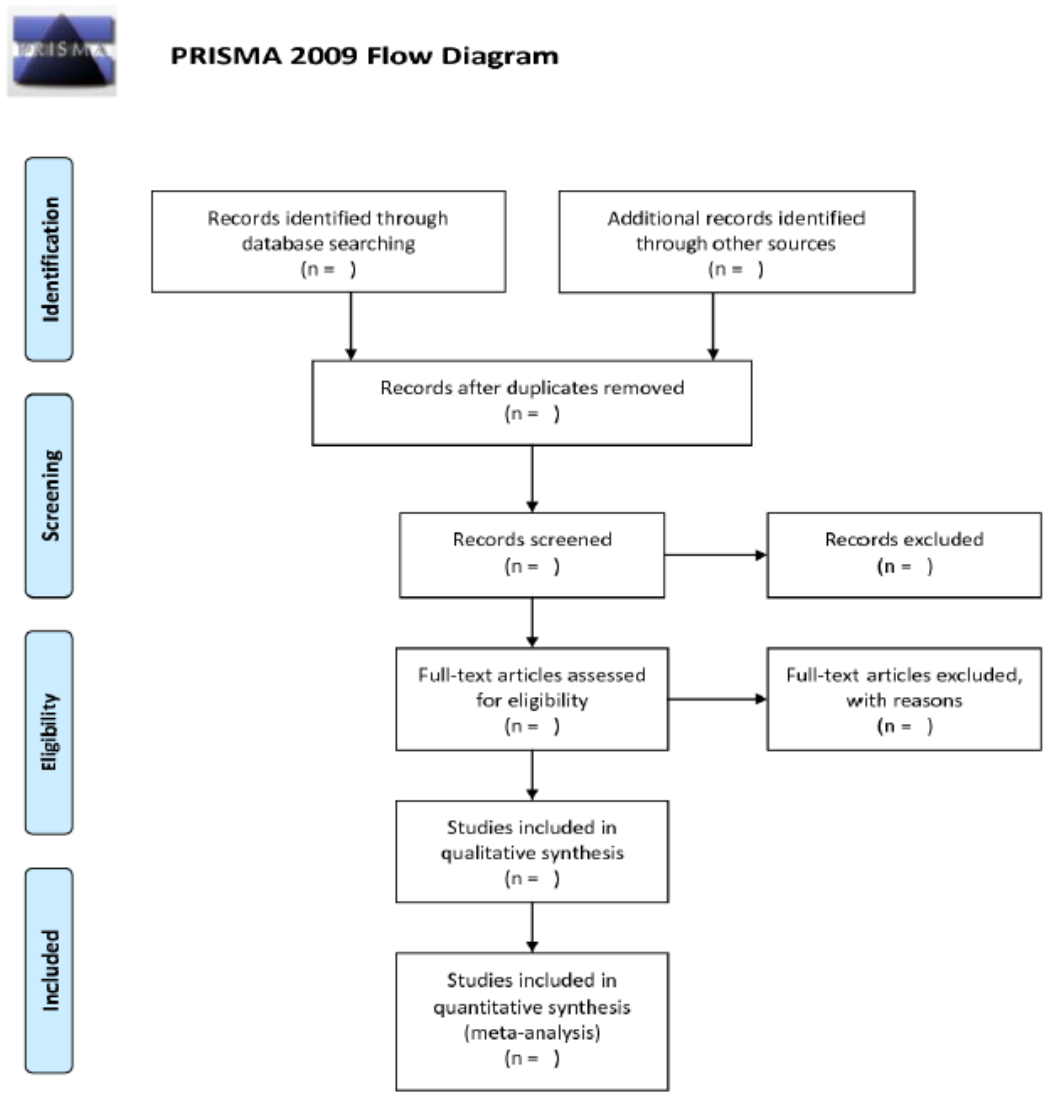 PRISMA
PRISMA 2009 Flow Diagram
Identification
Records identified through
database searching
(n = )
Additional records identified
through other sources
(n = )
Records after duplicates removed
(n = )
Screening
Records screened
(n = )
Records excluded
(n = )
Eligibility
Full-text articles assessed
for eligibility
(n = )
Full-text articles excluded,
with reasons
(n = )
Studies included in
qualitative synthesis
(n = )
Included
Studies included in
quantitative synthesis
(meta-analysis)
(n = )